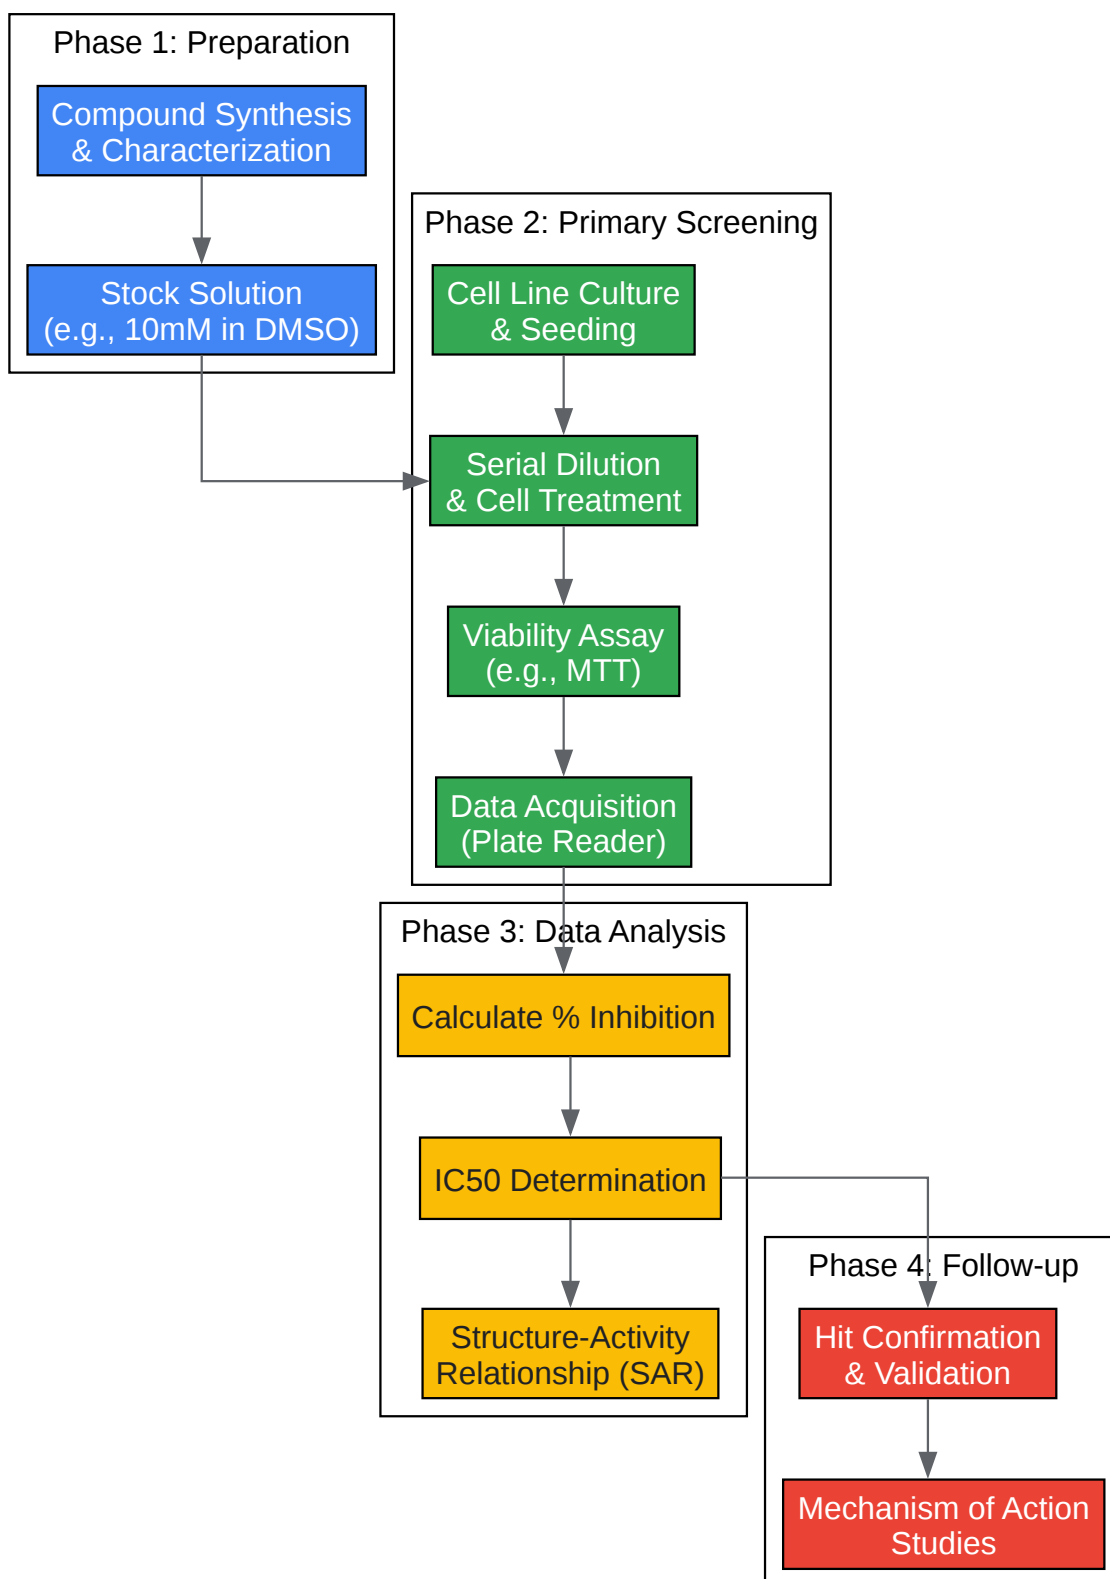 Phase 1: Preparation
Compound Synthesis
& Characterization
Stock Solution
(e.g., 10mM in DMSO)
Phase 2: Primary Screening
Cell Line Culture
& Seeding
Serial Dilution
& Cell Treatment
Viability Assay
(e.g., MTT)
Data Acquisition
(Plate Reader)
Phase 3: Data Analysis
Calculate % Inhibition
IC50 Determination
Structure-Activity
Relationship (SAR)
Phase 4: Follow-up
Hit Confirmation
& Validation
Mechanism of Action
Studies